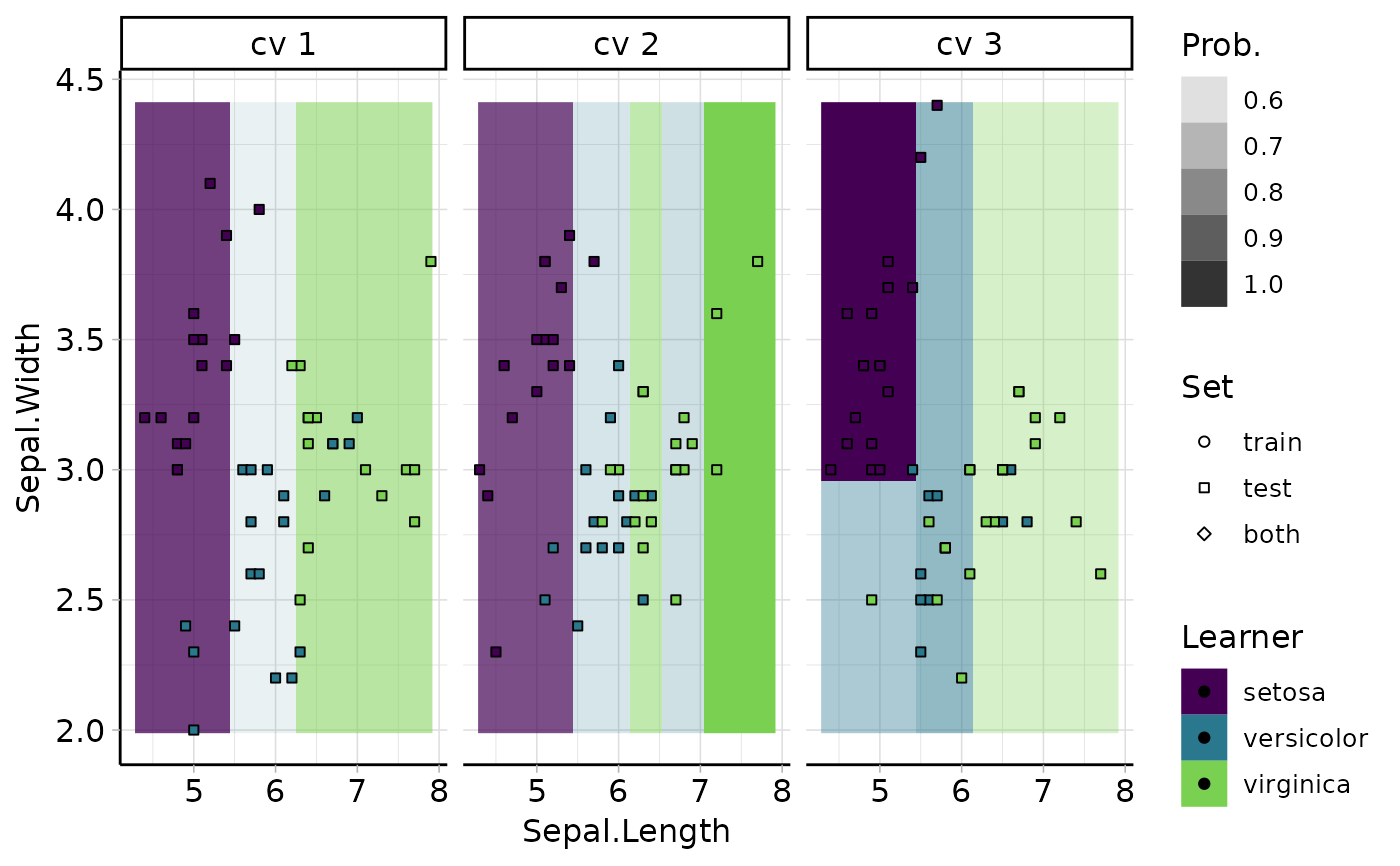 cv 1
cv 2
cv 3
4.5
4.0
3.5
3.0
2.5
2.0
Sepal.Width
5 6 7 8
5 6 7 8
5 6 7 8
Sepal.Length
Prob.
0.6
0.7
0.8
0.9
1.0
Set
train
test
both
Learner
setosa
versicolor
virginica